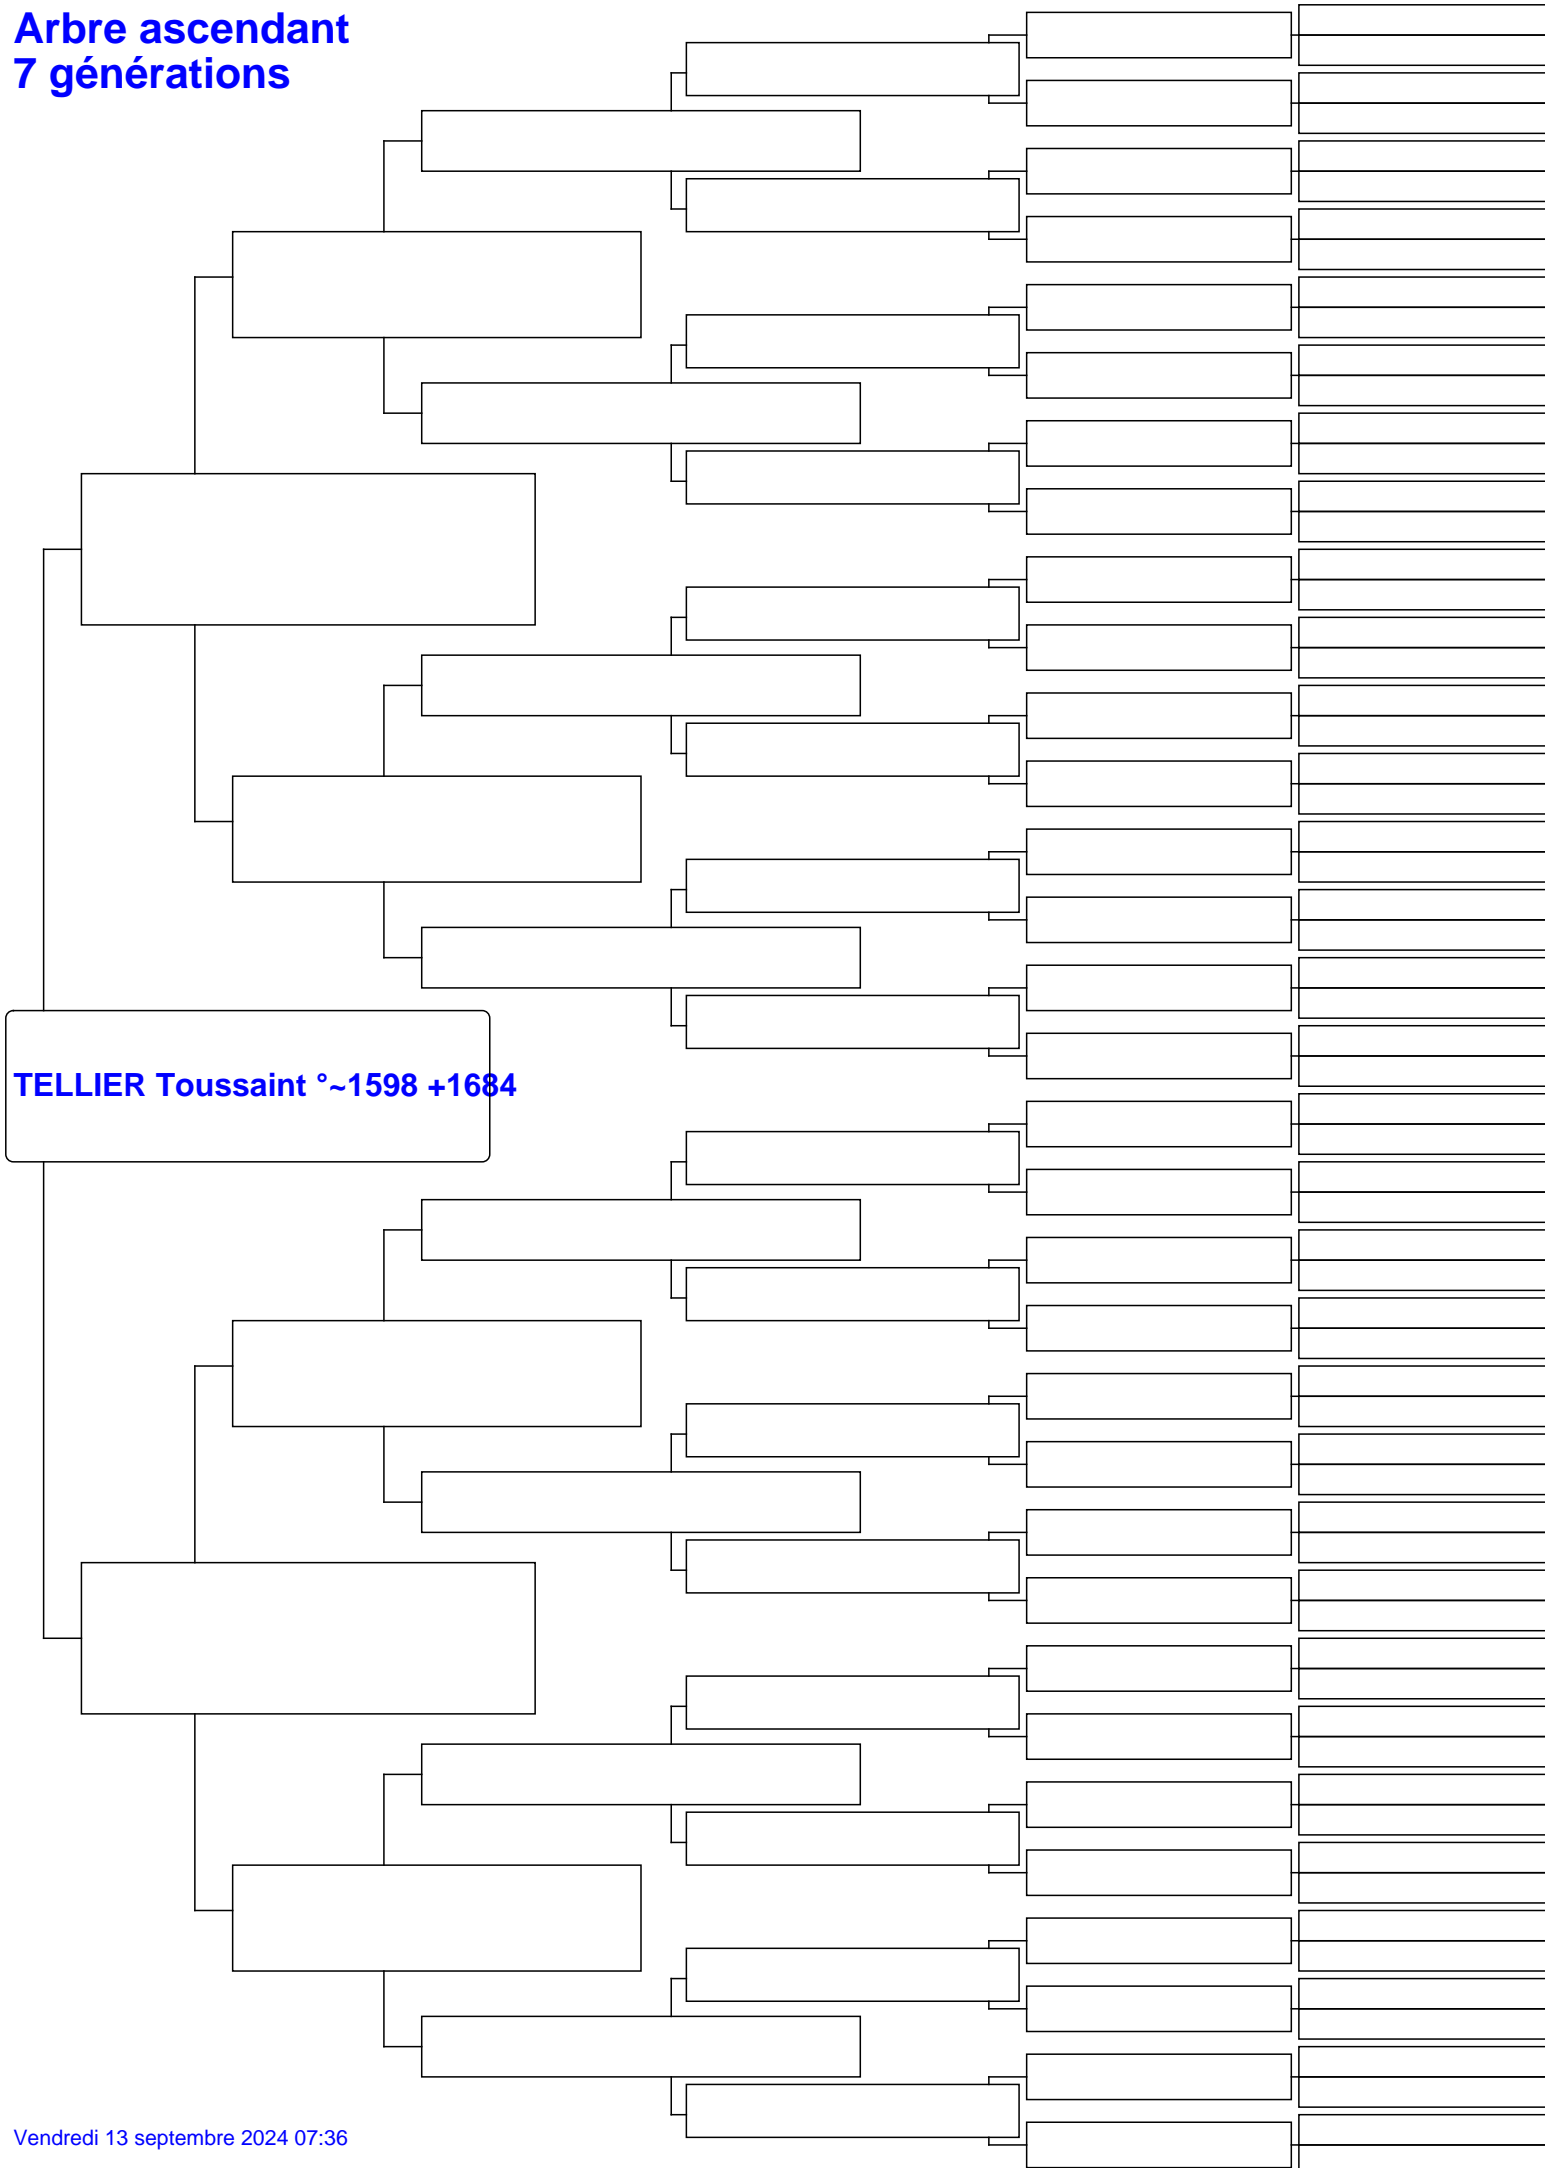 Arbre ascendant
7 générations
TELLIER Toussaint °~1598 +1684
Vendredi 13 septembre 2024 07:36